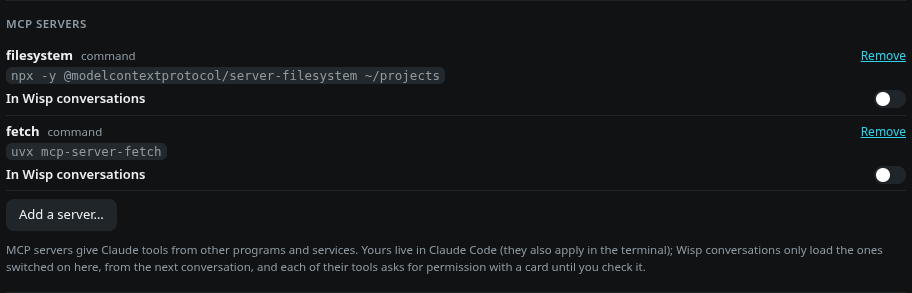 MCP SERVERS
filesystem command Remove
npx -y @modelcontextprotocol/server-filesystem ~/projects
In Wisp conversations
fetch command Remove
uvx mcp-server-fetch
In Wisp conversations
Add a server...
MCP servers give Claude tools from other programs and services. Yours live in Claude Code (they also apply in the terminal); Wisp conversations only load the ones
switched on here, from the next conversation, and each of their tools asks for permission with a card until you check it.